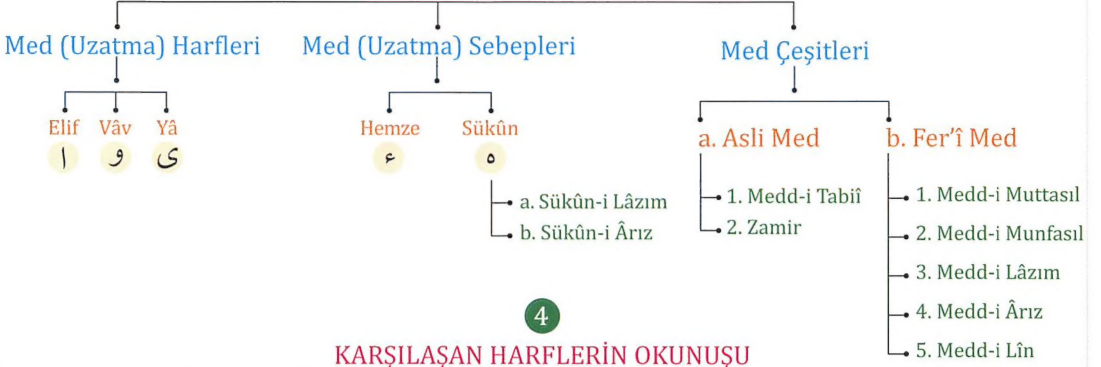 Med (Uzatma) Harfleri
Elif Vâv Yâ
ا و ى
Med (Uzatma) Sebepleri
Hemze Sükûn
ء ه
a. Sükûn-i Lâzım
b. Sükûn-i Ârız
Med Çeşitleri
a. Asli Med
1. Medd-i Tabiî
2. Zamir
b. Fer'î Med
1. Medd-i Muttasıl
2. Medd-i Munfasıl
3. Medd-i Lâzım
4. Medd-i Ârız
5. Medd-i Lîn
4
KARŞILAŞAN HARFLERİN OKUNUŞU